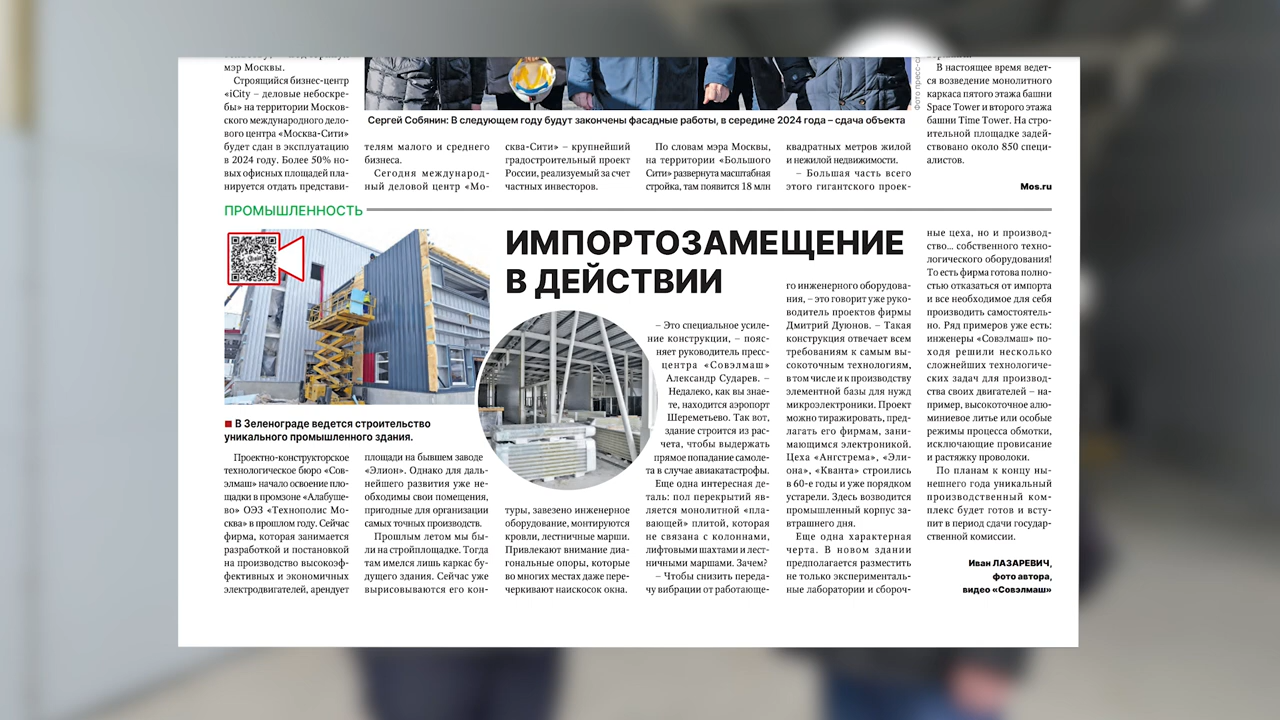 мэр Москвы.
Строящийся бизнес-центр
«iCity – деловые небоскре-
бы» на территории Москов-
ского международного дело-
вого центра «Москва-Сити»
будет сдан в эксплуатацию
в 2024 году. Более 50% но-
вых офисных площадей пла-
нируется отдать представи-
Сергей Собянин: В следующем году будут закончены фасадные работы, в середине 2024 года – сдача объекта
телям малого и среднего
бизнеса.
Сегодня международ-
ный деловой центр «Мо-
сква-Сити» – крупнейший
градостроительный проект
России, реализуемый за счет
частных инвесторов.
По словам мэра Москвы,
на территории «Большого
Сити» развернута масштабная
стройка, там появится 18 млн
квадратных метров жилой
и нежилой недвижимости.
– Большая часть всего
этого гигантского проек-
В настоящее время ведет-
ся возведение монолитного
каркаса пятого этажа башни
Space Tower и второго этажа
башни Time Tower. На стро-
ительной площадке задей-
ствовано около 850 специ-
алистов.
Mos.ru
ПРОМЫШЛЕННОСТЬ
ИМПОРТОЗАМЕЩЕНИЕ
В ДЕЙСТВИИ
В Зеленограде ведется строительство
уникального промышленного здания.
Проектно-конструкторское
технологическое бюро «Сов-
элмаш» начало освоение пло-
щадки в промзоне «Алабуше-
во» ОЭЗ «Технополис Мо-
сква» в прошлом году. Сейчас
фирма, которая занимается
разработкой и постановкой
на производство высокоэф-
фективных и экономичных
электродвигателей, арендует
площади на бывшем заводе
«Элион». Однако для даль-
нейшего развития уже не-
обходимы свои помещения,
пригодные для организации
самых точных производств.
Прошлым летом мы бы-
ли на стройплощадке. Тогда
там имелся лишь каркас бу-
дущего здания. Сейчас уже
вырисовываются его кон-
туры, завезено инженерное
оборудование, монтируются
кровли, лестничные марши.
Привлекают внимание диа-
гональные опоры, которые
во многих местах даже пере-
черкивают наискосок окна.
– Это специальное усиле-
ние конструкции, – пояс-
няет руководитель пресс-
центра «Совэлмаш»
Александр Сударев. –
Недалеко, как вы знае-
те, находится аэропорт
Шереметьево. Так вот,
здание строится из рас-
чета, чтобы выдержать
прямое попадание самоле-
та в случае авиакатастрофы.
Еще одна интересная де-
таль: пол перекрытий яв-
ляется монолитной «пла-
вающей» плитой, которая
не связана с колоннами,
лифтовыми шахтами и лест-
ничными маршами. Зачем?
– Чтобы снизить переда-
чу вибрации от работающе-
го инженерного оборудова-
ния, – это говорит уже руко-
водитель проектов фирмы
Дмитрий Дуюнов. – Такая
конструкция отвечает всем
требованиям к самым вы-
сокоточным технологиям,
в том числе и к производству
элементной базы для нужд
микроэлектроники. Проект
можно тиражировать, пред-
лагать его фирмам, зани-
мающимся электроникой.
Цеха «Ангстрема», «Эли-
она», «Кванта» строились
в 60-е годы и уже порядком
устарели. Здесь возводится
промышленный корпус за-
втрашнего дня.
Еще одна характерная
черта. В новом здании
предполагается разместить
не только эксперименталь-
ные лаборатории и сбороч-
ные цеха, но и производ-
ство... собственного техно-
логического оборудования!
То есть фирма готова полно-
стью отказаться от импорта
и все необходимое для себя
производить самостоятель-
но. Ряд примеров уже есть:
инженеры «Совэлмаш» по-
ходя решили несколько
сложнейших технологиче-
ских задач для производ-
ства своих двигателей – на-
пример, высокоточное алю-
миниевое литье или особые
режимы процесса обмотки,
исключающие провисание
и растяжку проволоки.
По планам к концу ны-
нешнего года уникальный
производственный ком-
плекс будет готов и всту-
пит в период сдачи государ-
ственной комиссии.
Иван ЛАЗАРЕВИЧ,
фото автора,
видео «Совэлмаш»